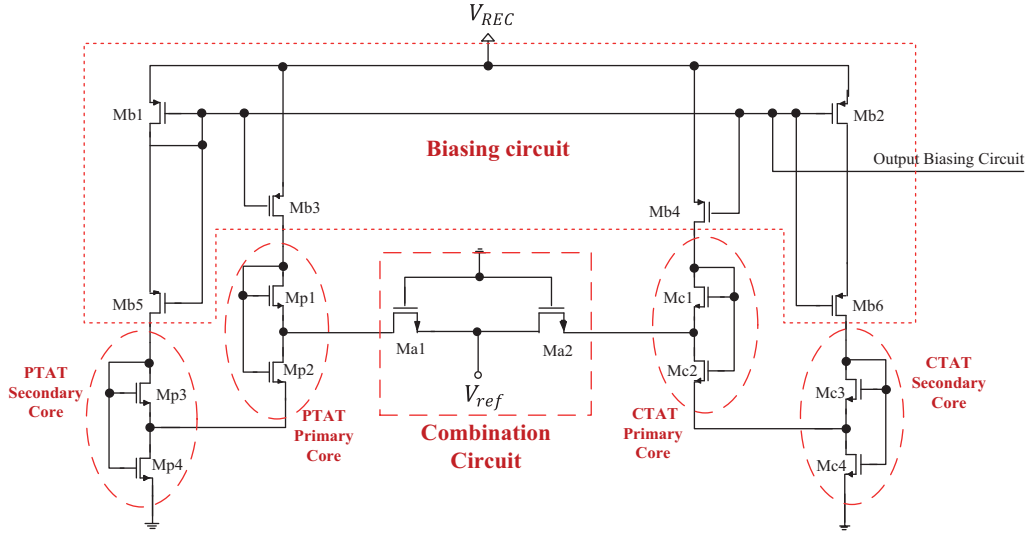 V_REC
Mb1
Mb2
Biasing circuit
Output Biasing Circuit
Mb3
Mb4
Mb5
Mp1
Mc1
Mb6
Ma1
Ma2
PTAT
Secondary
Core
Mp2
Mc2
CTAT
Secondary
Core
Mp3
PTAT
Primary
Core
V_ref
CTAT
Primary
Core
Mc3
Combination
Circuit
Mp4
Mc4